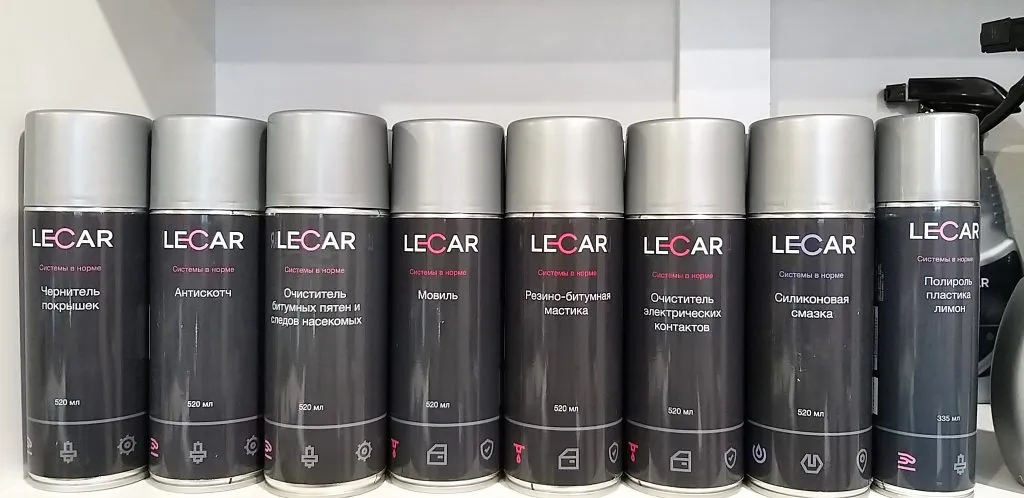 LECAR
Системы в норме
Чернитель
покрышек
520 мл
LECAR
Системы в норме
Антискотч
520 мл
LECAR
Системы в норме
Очиститель
битумных пятен и
следов насекомых
520 мл
LECAR
Системы в норме
Мовиль
520 мл
LECAR
Системы в норме
Резино-битумная
мастика
520 мл
LECAR
Системы в норме
Очиститель
электрических
контактов
520 мл
LECAR
Системы в норме
Силиконовая
смазка
520 мл
LECAR
Системы в норме
Полироль
пластика
лимон
335 мл